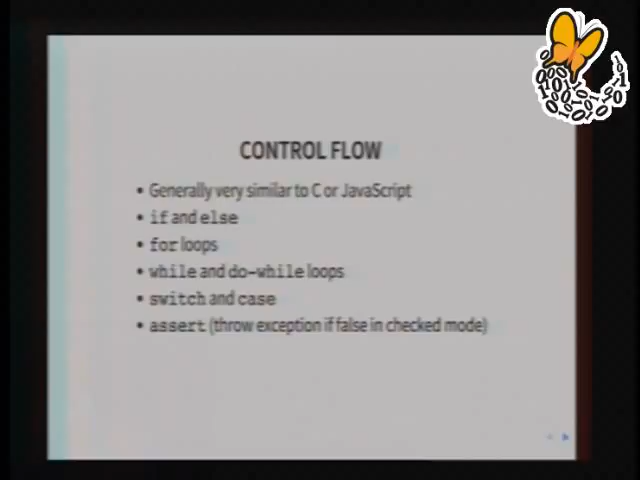 CONTROL FLOW
• Generally very similar to C or JavaScript
• if and else
• for loops
• while and do-while loops
• switch and case
• assert (throw exception if false in checked mode)